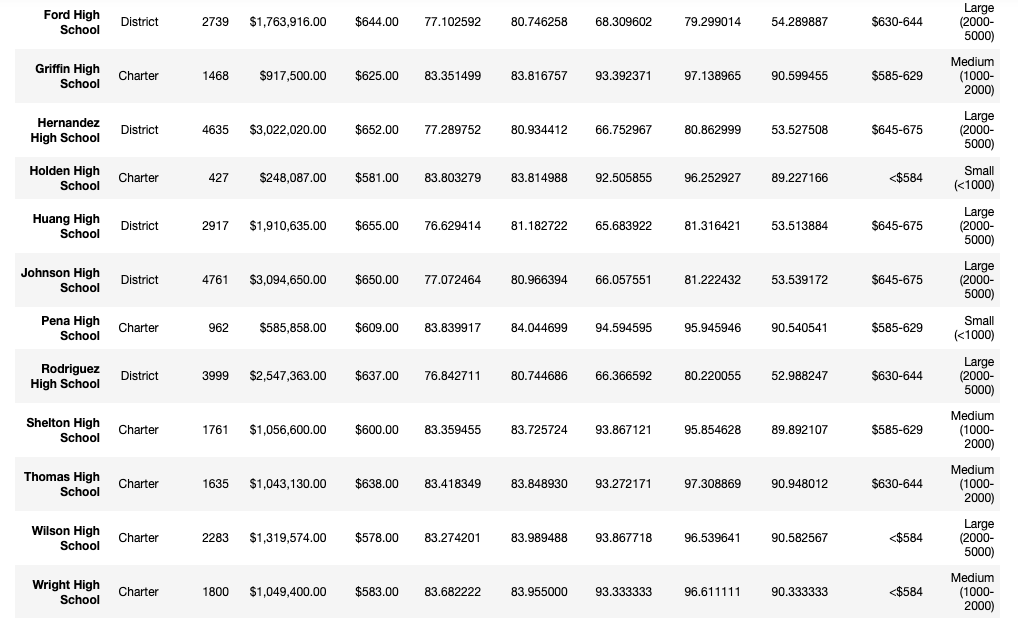 Ford High School District 2739 $1,763,916.00 $644.00 77.102592 80.746258 68.309602 79.299014 54.289887 $630-644 Large (2000-5000)
Griffin High School Charter 1468 $917,500.00 $625.00 83.351499 83.816757 93.392371 97.138965 90.599455 $585-629 Medium (1000-2000)
Hernandez High School District 4635 $3,022,020.00 $652.00 77.289752 80.934412 66.752967 80.862999 53.527508 $645-675 Large (2000-5000)
Holden High School Charter 427 $248,087.00 $581.00 83.803279 83.814988 92.505855 96.252927 89.227166 <$584 Small (<1000)
Huang High School District 2917 $1,910,635.00 $655.00 76.629414 81.182722 65.683922 81.316421 53.513884 $645-675 Large (2000-5000)
Johnson High School District 4761 $3,094,650.00 $650.00 77.072464 80.966394 66.057551 81.222432 53.539172 $645-675 Large (2000-5000)
Pena High School Charter 962 $585,858.00 $609.00 83.839917 84.044699 94.594595 95.945946 90.540541 $585-629 Small (<1000)
Rodriguez High School District 3999 $2,547,363.00 $637.00 76.842711 80.744686 66.366592 80.220055 52.988247 $630-644 Large (2000-5000)
Shelton High School Charter 1761 $1,056,600.00 $600.00 83.359455 83.725724 93.867121 95.854628 89.892107 $585-629 Medium (1000-2000)
Thomas High School Charter 1635 $1,043,130.00 $638.00 83.418349 83.848930 93.272171 97.308869 90.948012 $630-644 Medium (1000-2000)
Wilson High School Charter 2283 $1,319,574.00 $578.00 83.274201 83.989488 93.867718 96.539641 90.582567 <$584 Large (2000-5000)
Wright High School Charter 1800 $1,049,400.00 $583.00 83.682222 83.955000 93.333333 96.611111 90.333333 <$584 Medium (1000-2000)